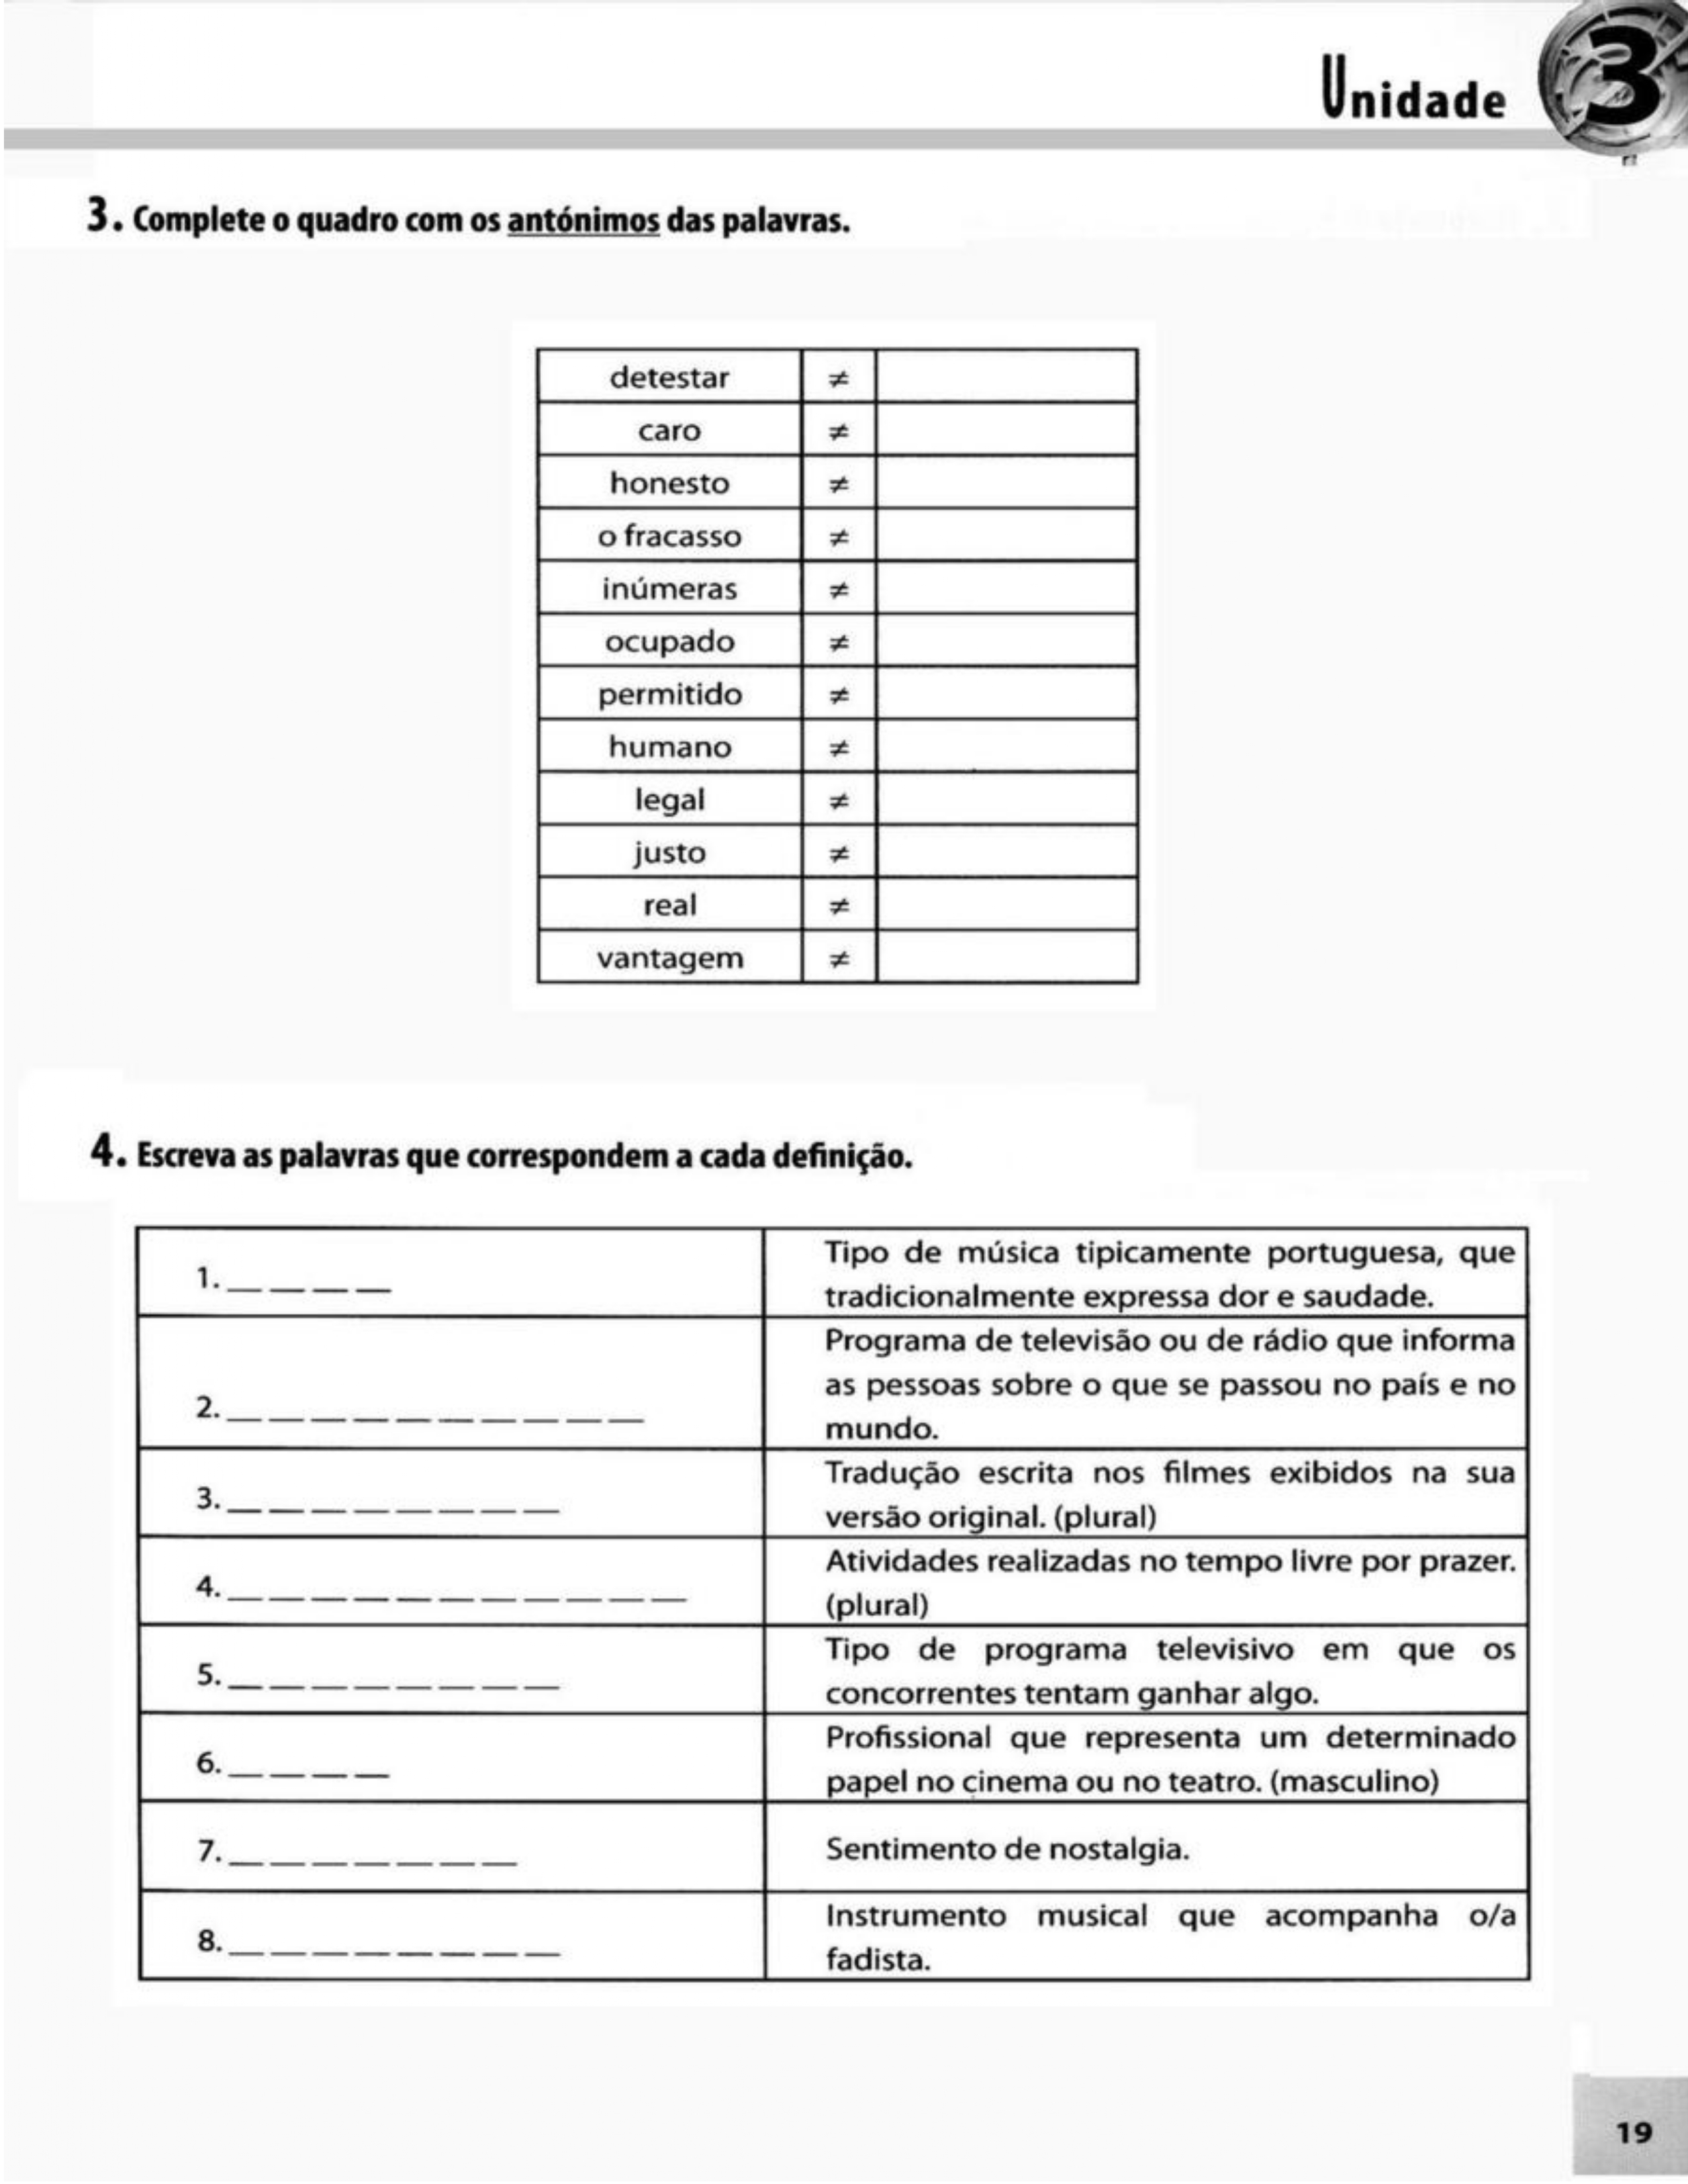 Unidade 3
3. Complete o quadro com os antónimos das palavras.
detestar ≠
caro ≠
honesto ≠
o fracasso ≠
inúmeras ≠
ocupado ≠
permitido ≠
humano ≠
legal ≠
justo ≠
real ≠
vantagem ≠
4. Escreva as palavras que correspondem a cada definição.
1. _ _ _ _
Tipo de música tipicamente portuguesa, que
tradicionalmente expressa dor e saudade.
2. _ _ _ _ _ _ _ _ _ _
Programa de televisão ou de rádio que informa
as pessoas sobre o que se passou no país e no
mundo.
3. _ _ _ _ _ _ _ _
Tradução escrita nos filmes exibidos na sua
versão original. (plural)
4. _ _ _ _ _ _ _ _ _ _ _
Atividades realizadas no tempo livre por prazer.
(plural)
5. _ _ _ _ _ _ _ _
Tipo de programa televisivo em que os
concorrentes tentam ganhar algo.
6. _ _ _ _
Profissional que representa um determinado
papel no cinema ou no teatro. (masculino)
7. _ _ _ _ _ _ _
Sentimento de nostalgia.
8. _ _ _ _ _ _ _ _
Instrumento musical que acompanha o/a
fadista.
19